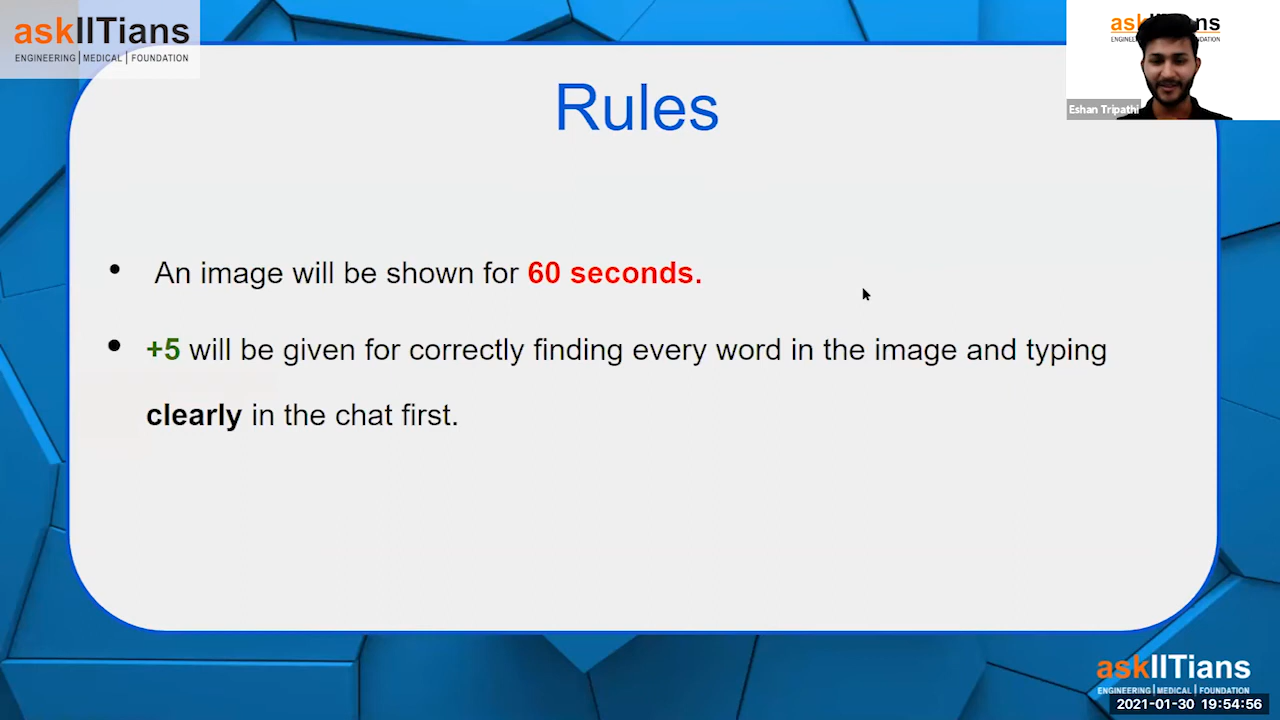 askIITians
ENGINEERING | MEDICAL | FOUNDATION
Rules
Eshan Tripathi
• An image will be shown for 60 seconds.
• +5 will be given for correctly finding every word in the image and typing
clearly in the chat first.
askIITians
ENGINEERING | MEDICAL | FOUNDATION
2021-01-30 19:54:56